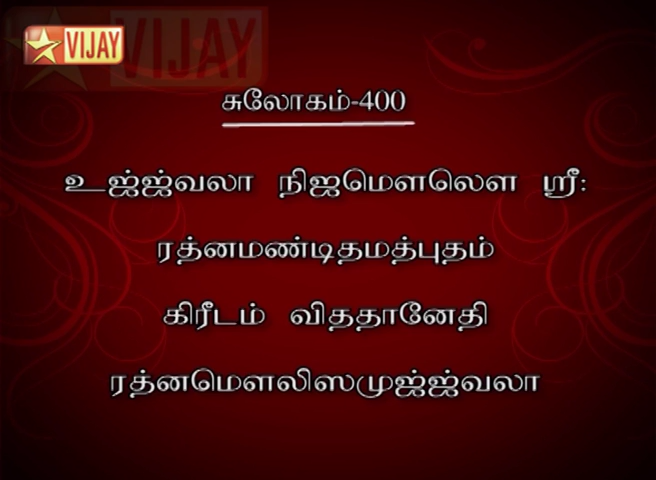 VIJAY
VIJAY
சுலோகம்-400
உஜ்ஜ்வலா நிஜமௌலௌ ஸ்ரீ:
ரத்னமண்டிதமத்புதம்
கிரீடம் விததானேதி
ரத்னமௌலிஸமுஜ்ஜ்வலா